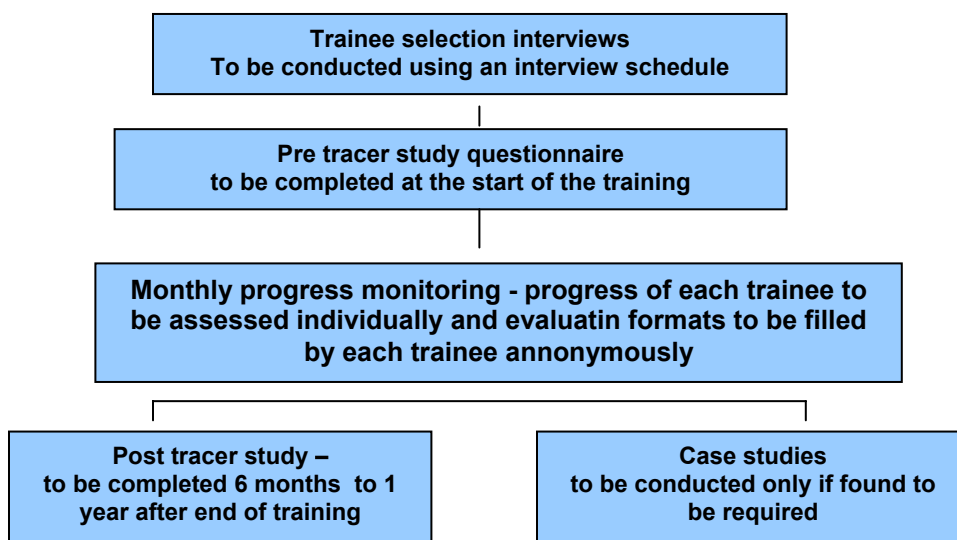 Trainee selection interviews
To be conducted using an interview schedule
Pre tracer study questionnaire
to be completed at the start of the training
Monthly progress monitoring - progress of each trainee to
be assessed individually and evaluatin formats to be filled
by each trainee annonymously
Post tracer study –
to be completed 6 months to 1
year after end of training
Case studies
to be conducted only if found to
be required